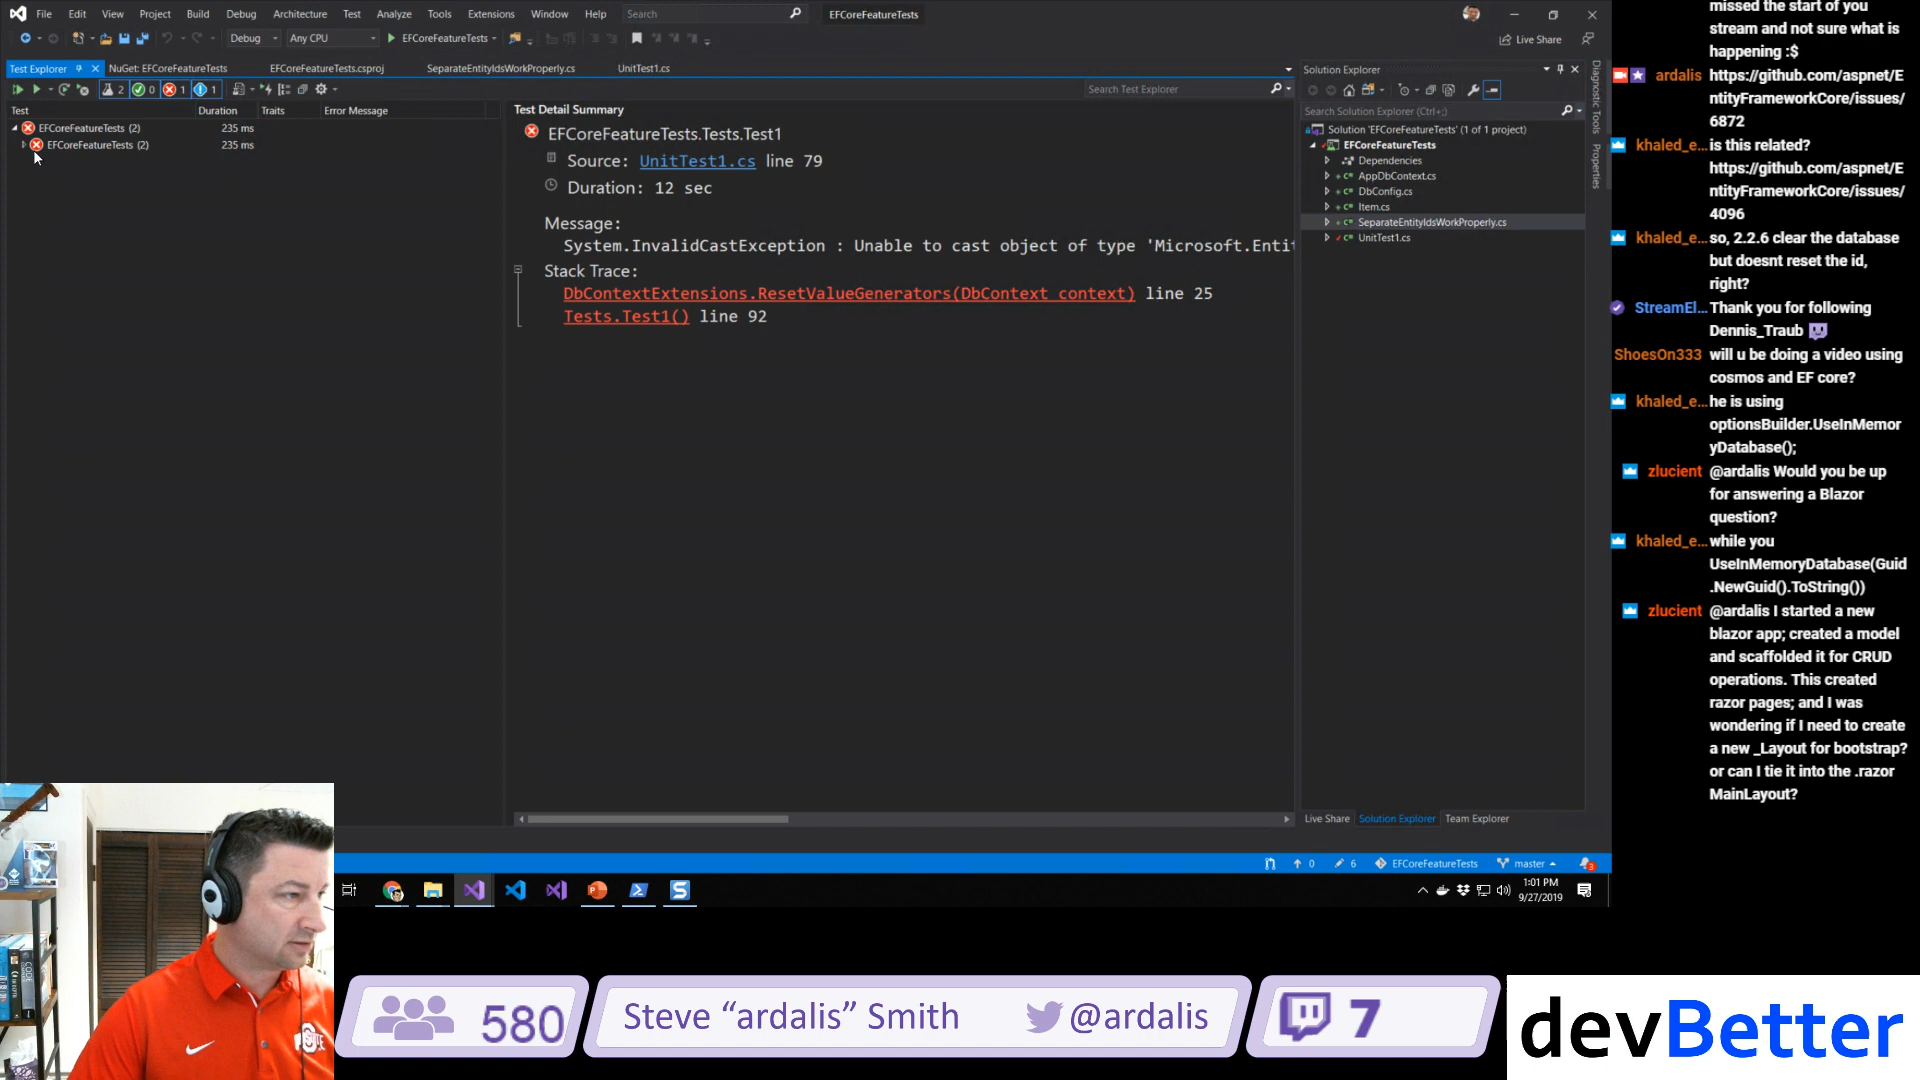 File Edit View Project Build Debug Architecture Test Analyze Tools Extensions Window Help Search EFCoreFeatureTests
Debug Any CPU EFCoreFeatureTests Live Share
Test Explorer NuGet: EFCoreFeatureTests EFCoreFeatureTests.csproj SeparateEntityIdsWorkProperly.cs UnitTest1.cs
2 0 1 1 Search Test Explorer
Test Duration Traits Error Message
EFCoreFeatureTests (2) 235 ms
EFCoreFeatureTests (2) 235 ms
Test Detail Summary
EFCoreFeatureTests.Tests.Test1
Source: UnitTest1.cs line 79
Duration: 12 sec
Message:
System.InvalidCastException : Unable to cast object of type 'Microsoft.Enti
Stack Trace:
DbContextExtensions.ResetValueGenerators(DbContext context) line 25
Tests.Test1() line 92
Solution Explorer
Search Solution Explorer (Ctrl+;)
Solution 'EFCoreFeatureTests' (1 of 1 project)
EFCoreFeatureTests
Dependencies
AppDbContext.cs
DbConfig.cs
Item.cs
SeparateEntityIdsWorkProperly.cs
UnitTest1.cs
Live Share Solution Explorer Team Explorer
Diagnostic Tools
Properties
0 6 EFCoreFeatureTests master 3
1:01 PM
9/27/2019
missed the start of you
stream and not sure what is
happening :$
ardalis https://github.com/aspnet/E
ntityFrameworkCore/issues/
6872
khaled_e... is this related?
https://github.com/aspnet/E
ntityFrameworkCore/issues/
4096
khaled_e... so, 2.2.6 clear the database
but doesnt reset the id,
right?
StreamEl... Thank you for following
Dennis_Traub
ShoesOn333 will u be doing a video using
cosmos and EF core?
khaled_e... he is using
optionsBuilder.UseInMemor
yDatabase();
zlucient @ardalis Would you be up
for answering a Blazor
question?
khaled_e... while you
UseInMemoryDatabase(Guid
.NewGuid().ToString())
zlucient @ardalis I started a new
blazor app; created a model
and scaffolded it for CRUD
operations. This created
razor pages; and I was
wondering if I need to create
a new _Layout for bootstrap?
or can I tie it into the .razor
MainLayout?
580 Steve “ardalis” Smith @ardalis 7
devBetter